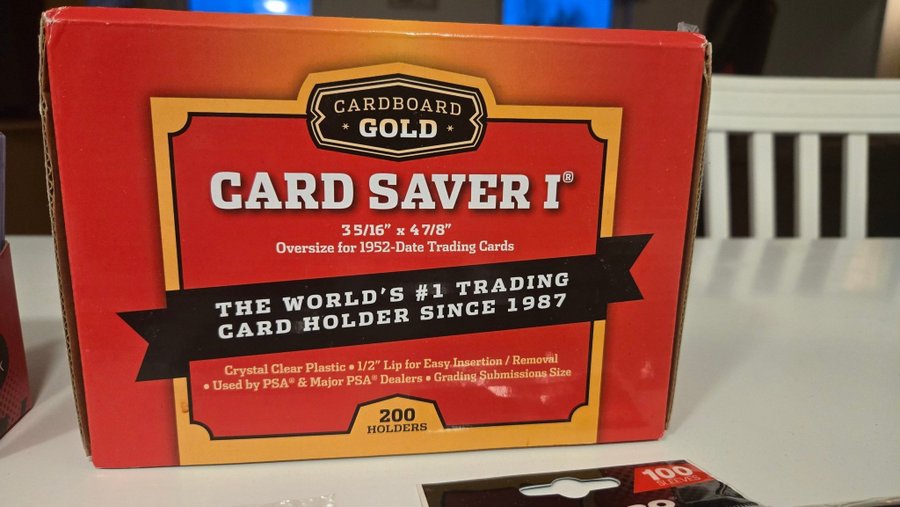 CARDBOARD
GOLD
CARD SAVER I®
3 5/16" x 4 7/8"
Oversize for 1952-Date Trading Cards
THE WORLD'S #1 TRADING
CARD HOLDER SINCE 1987
Crystal Clear Plastic • 1/2" Lip for Easy Insertion / Removal
• Used by PSA® & Major PSA® Dealers • Grading Submissions Size
200
HOLDERS
100
SLEEVES